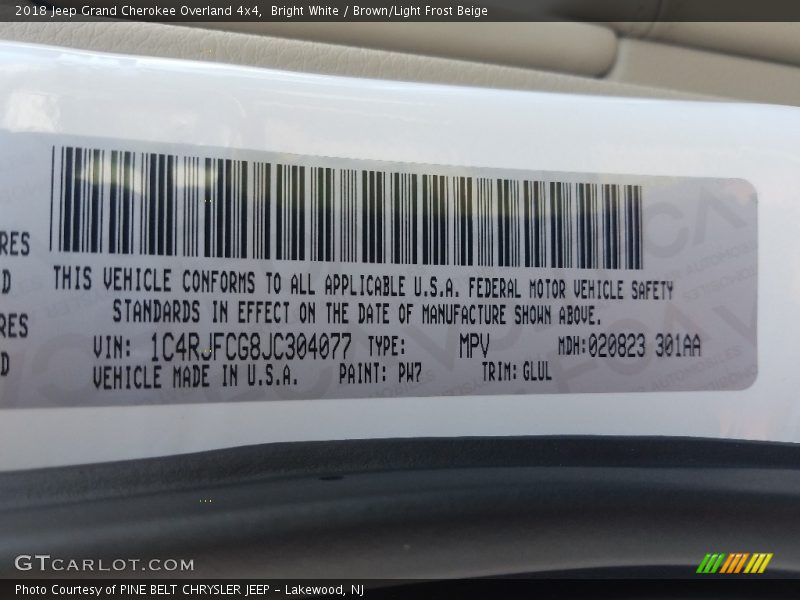 2018 Jeep Grand Cherokee Overland 4x4,  Bright White / Brown/Light Frost Beige
RES
D
RES
D
THIS VEHICLE CONFORMS TO ALL APPLICABLE U.S.A. FEDERAL MOTOR VEHICLE SAFETY
STANDARDS IN EFFECT ON THE DATE OF MANUFACTURE SHOWN ABOVE.
VIN: 1C4RJFCG8JC304077 TYPE: MPV MDH:020823 301AA
VEHICLE MADE IN U.S.A. PAINT: PW7 TRIM: GLUL
GTCARLOT.COM
Photo Courtesy of PINE BELT CHRYSLER JEEP - Lakewood, NJ